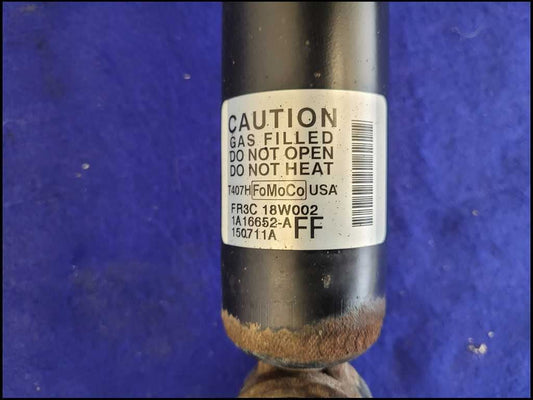 CAUTION
GAS FILLED
DO NOT OPEN
DO NOT HEAT
T407H FoMoCo USA
FR3C 18W002
1A16652-A FF
150711A